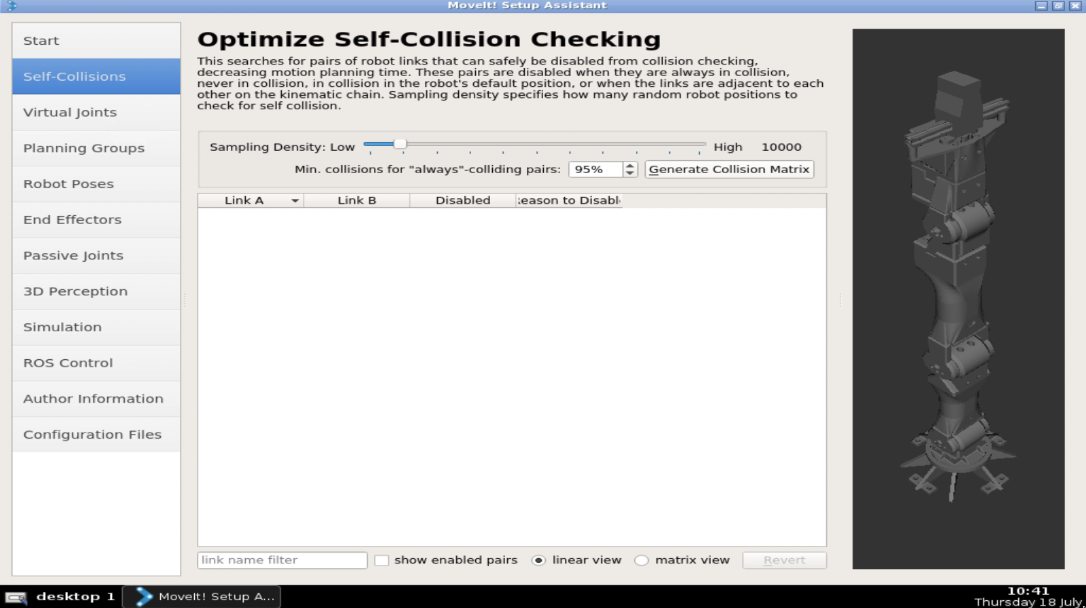 MoveIt! Setup Assistant
Start
Self-Collisions
Virtual Joints
Planning Groups
Robot Poses
End Effectors
Passive Joints
3D Perception
Simulation
ROS Control
Author Information
Configuration Files
Optimize Self-Collision Checking
This searches for pairs of robot links that can safely be disabled from collision checking,
decreasing motion planning time. These pairs are disabled when they are always in collision,
never in collision, in collision in the robot's default position, or when the links are adjacent to each
other on the kinematic chain. Sampling density specifies how many random robot positions to
check for self collision.
Sampling Density: Low High 10000
Min. collisions for "always"-colliding pairs: 95% Generate Collision Matrix
Link A Link B Disabled eason to Disabl
link name filter show enabled pairs linear view matrix view Revert
desktop 1 MoveIt! Setup A... 10:41
Thursday 18 July,